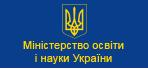 Міністерство освіти
і науки України